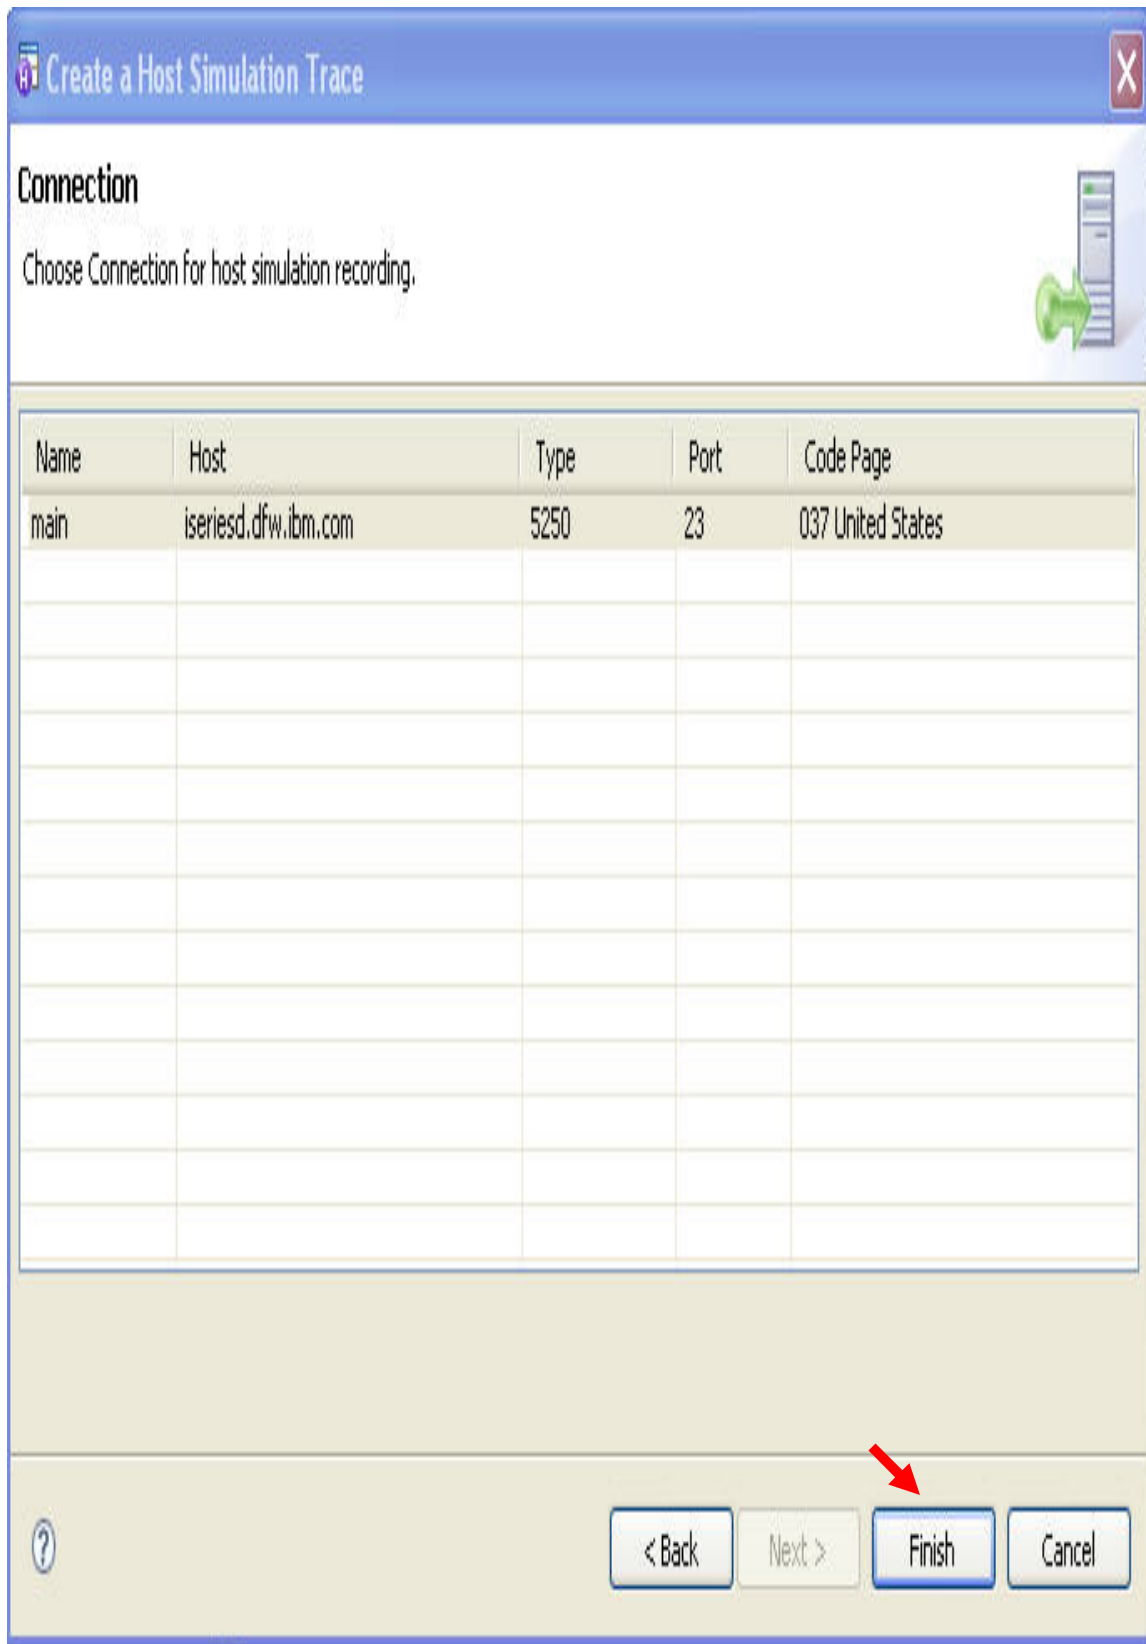 Create a Host Simulation Trace
Connection
Choose Connection for host simulation recording.
Name Host Type Port Code Page
main iseriesd.dfw.ibm.com 5250 23 037 United States
? < Back Next > Finish Cancel